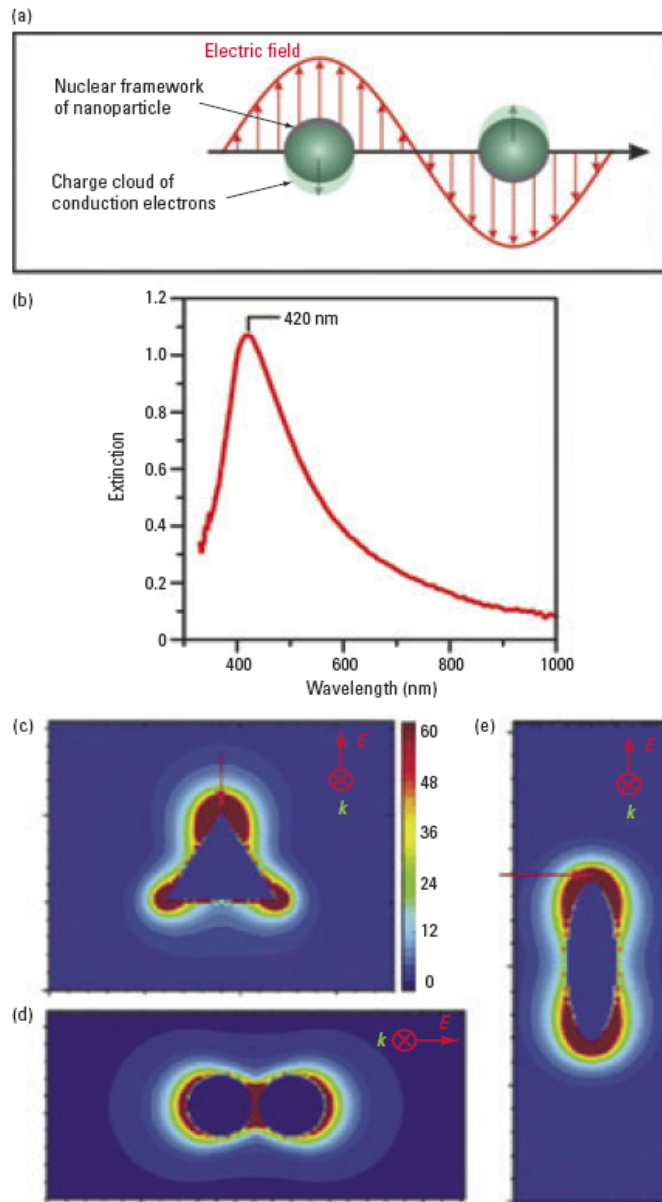 (a)
Electric field
Nuclear framework
of nanoparticle
Charge cloud of
conduction electrons
(b)
1.2
1.0
0.8
0.6
0.4
0.2
0
Extinction
420 nm
400
600
800
1000
Wavelength (nm)
(c)
E
k
60
48
36
24
12
0
(d)
k
E
(e)
E
k